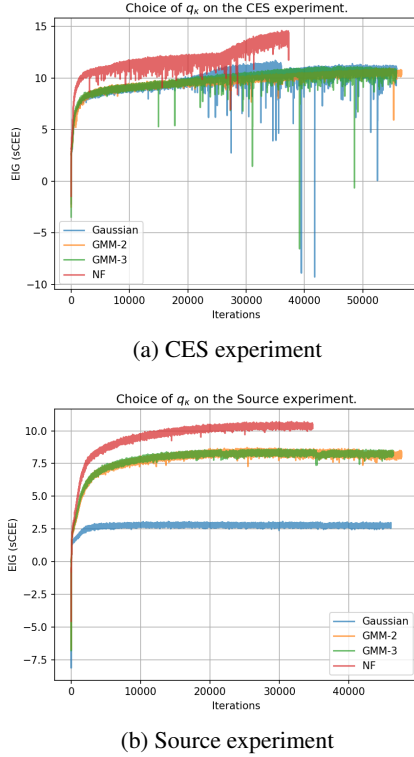 Choice of qκ on the CES experiment.
15
10
5
0
−5
−10
EIG (sCEE)
Gaussian
GMM-2
GMM-3
NF
0 10000 20000 30000 40000 50000
Iterations
(a) CES experiment
Choice of qκ on the Source experiment.
10.0
7.5
5.0
2.5
0.0
−2.5
−5.0
−7.5
EIG (sCEE)
Gaussian
GMM-2
GMM-3
NF
0 10000 20000 30000 40000
Iterations
(b) Source experiment